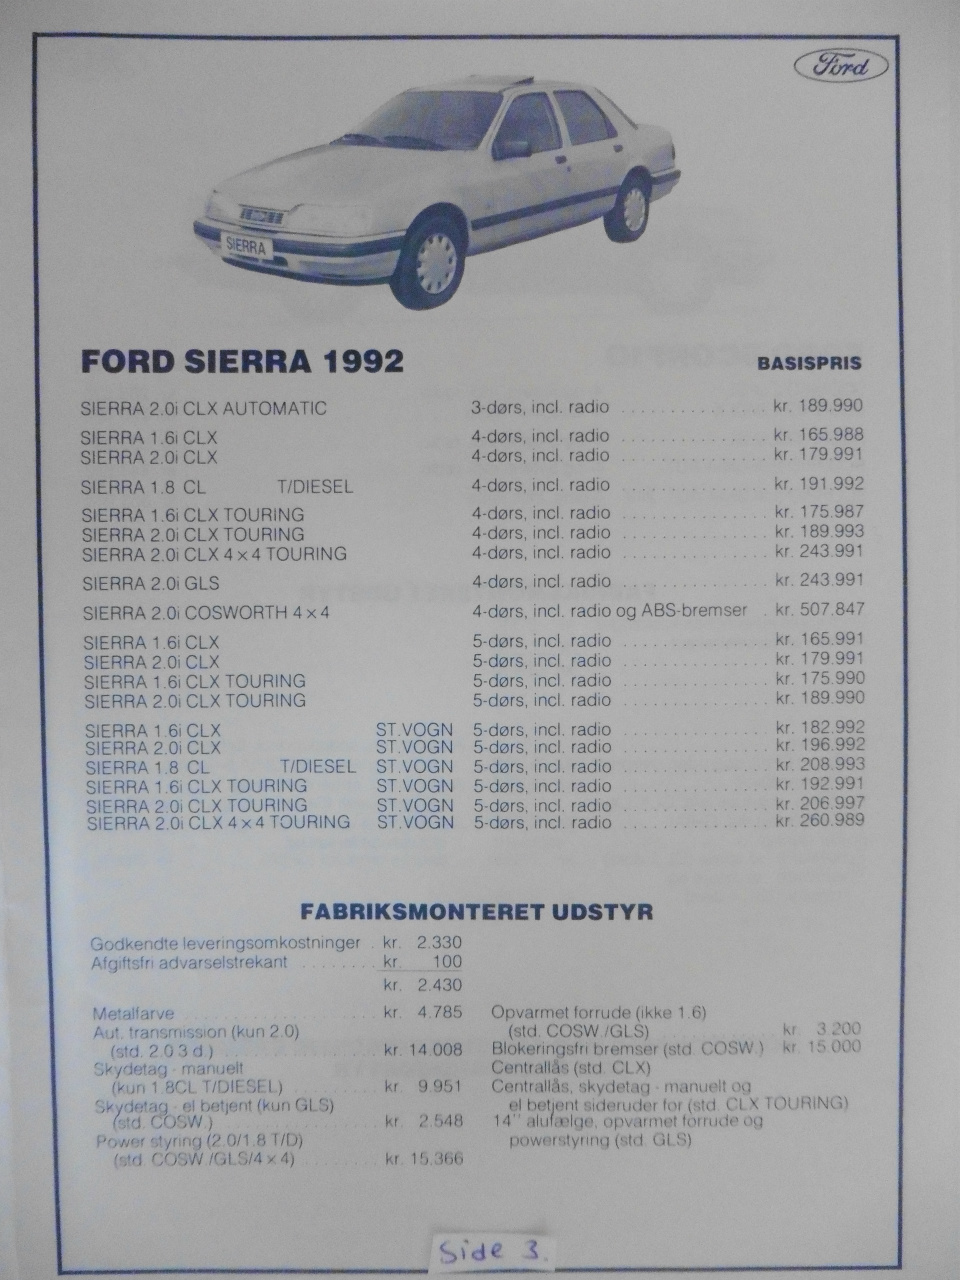 Ford
SIERRA
FORD SIERRA 1992 BASISPRIS
SIERRA 2.0i CLX AUTOMATIC 3-dørs, incl. radio . . . . . . . . . . . . . . . kr. 189.990
SIERRA 1.6i CLX 4-dørs, incl. radio . . . . . . . . . . . . . . . kr. 165.988
SIERRA 2.0i CLX 4-dørs, incl. radio . . . . . . . . . . . . . . . kr. 179.991
SIERRA 1.8 CL T/DIESEL 4-dørs, incl. radio . . . . . . . . . . . . . . . kr. 191.992
SIERRA 1.6i CLX TOURING 4-dørs, incl. radio . . . . . . . . . . . . . . . kr. 175.987
SIERRA 2.0i CLX TOURING 4-dørs, incl. radio . . . . . . . . . . . . . . . kr. 189.993
SIERRA 2.0i CLX 4×4 TOURING 4-dørs, incl. radio . . . . . . . . . . . . . . . kr. 243.991
SIERRA 2.0i GLS 4-dørs, incl. radio . . . . . . . . . . . . . . . kr. 243.991
SIERRA 2.0i COSWORTH 4×4 4-dørs, incl. radio og ABS-bremser . kr. 507.847
SIERRA 1.6i CLX 5-dørs, incl. radio . . . . . . . . . . . . . . . kr. 165.991
SIERRA 2.0i CLX 5-dørs, incl. radio . . . . . . . . . . . . . . . kr. 179.991
SIERRA 1.6i CLX TOURING 5-dørs, incl. radio . . . . . . . . . . . . . . . kr. 175.990
SIERRA 2.0i CLX TOURING 5-dørs, incl. radio . . . . . . . . . . . . . . . kr. 189.990
SIERRA 1.6i CLX ST.VOGN 5-dørs, incl. radio . . . . . . . . . . . . . . . kr. 182.992
SIERRA 2.0i CLX ST.VOGN 5-dørs, incl. radio . . . . . . . . . . . . . . . kr. 196.992
SIERRA 1.8 CL T/DIESEL ST.VOGN 5-dørs, incl. radio . . . . . . . . . . . . . . . kr. 208.993
SIERRA 1.6i CLX TOURING ST.VOGN 5-dørs, incl. radio . . . . . . . . . . . . . . . kr. 192.991
SIERRA 2.0i CLX TOURING ST.VOGN 5-dørs, incl. radio . . . . . . . . . . . . . . . kr. 206.997
SIERRA 2.0i CLX 4×4 TOURING ST.VOGN 5-dørs, incl. radio . . . . . . . . . . . . . . . kr. 260.989
FABRIKSMONTERET UDSTYR
Godkendte leveringsomkostninger . kr. 2.330
Afgiftsfri advarselstrekant . . . . . . . . kr. 100
kr. 2.430
Metalfarve . . . . . . . . . . . . . . . . . . . . kr. 4.785
Aut. transmission (kun 2.0)
(std. 2.0 3 d.) . . . . . . . . . . . . . . . kr. 14.008
Skydetag - manuelt
(kun 1.8CL T/DIESEL) . . . . . . . . . kr. 9.951
Skydetag - el betjent (kun GLS)
(std. COSW.) . . . . . . . . . . . . . . . . kr. 2.548
Power styring (2.0/1.8 T/D)
(std. COSW./GLS/4×4) . . . . . . . . kr. 15.366
Opvarmet forrude (ikke 1.6)
(std. COSW./GLS) . . . . . . . . . . . . . kr. 3.200
Blokeringsfri bremser (std. COSW.) kr. 15.000
Centrallås (std. CLX)
Centrallås, skydetag - manuelt og
el betjent sideruder for (std. CLX TOURING)
14" alufælge, opvarmet forrude og
powerstyring (std. GLS)
Side 3.